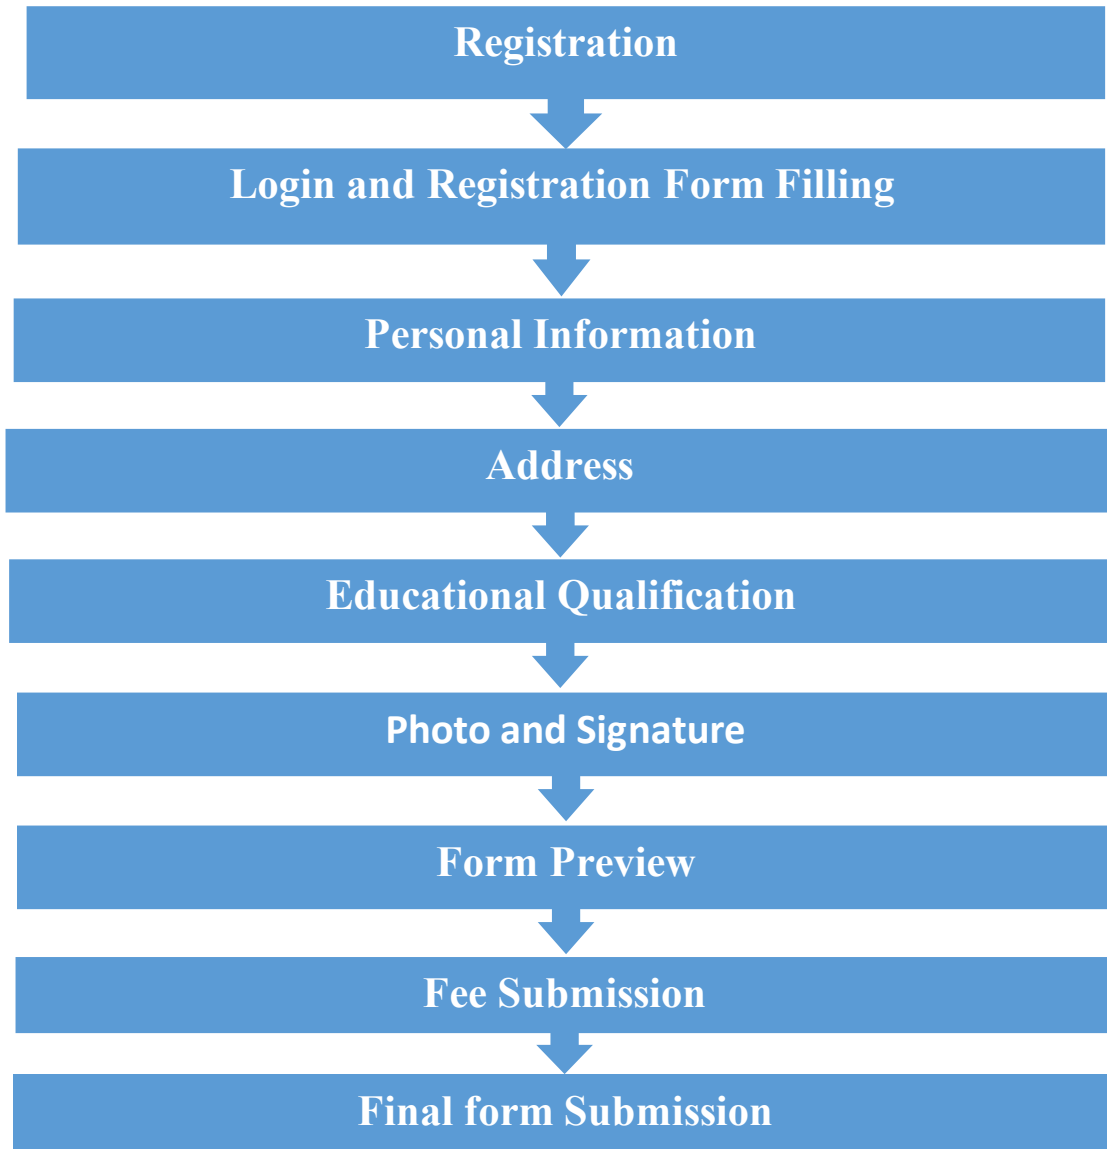 Registration
Login and Registration Form Filling
Personal Information
Address
Educational Qualification
Photo and Signature
Form Preview
Fee Submission
Final form Submission